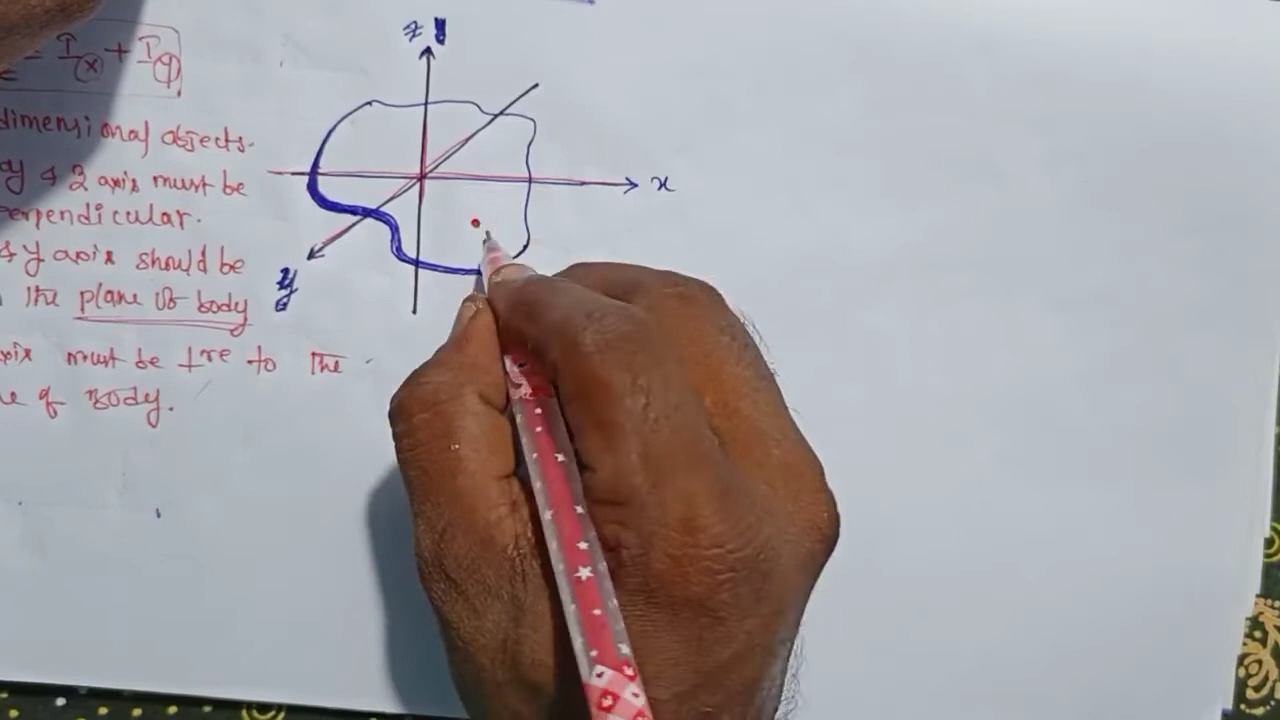 = I x + I y
dimensional objects.
& z axis must be
perpendicular.
& y axis should be
the plane of body
must be ⊥re to the
of Body.
z
x
y